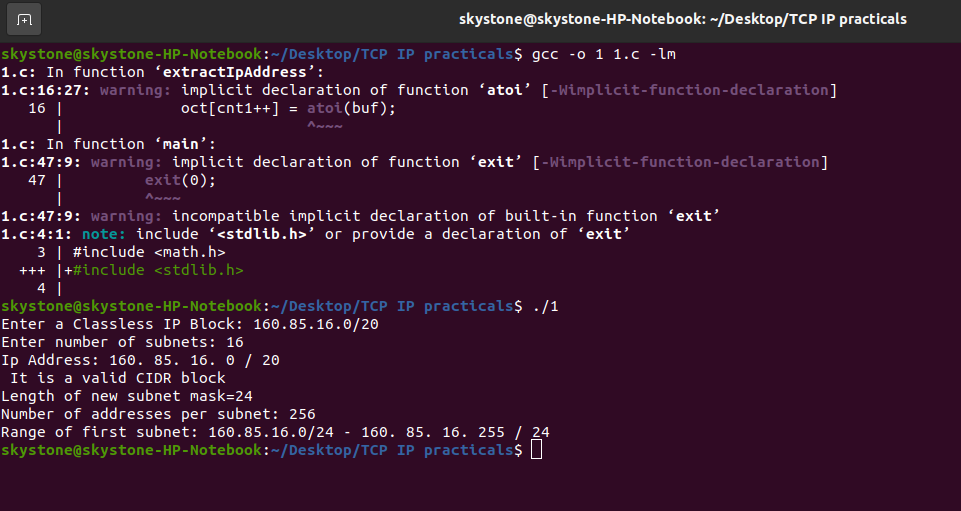 skystone@skystone-HP-Notebook: ~/Desktop/TCP IP practicals
skystone@skystone-HP-Notebook:~/Desktop/TCP IP practicals$ gcc -o 1 1.c -lm
1.c: In function ‘extractIpAddress’:
1.c:16:27: warning: implicit declaration of function ‘atoi’ [-Wimplicit-function-declaration]
   16 |             oct[cnt1++] = atoi(buf);
      |                           ^~~~
1.c: In function ‘main’:
1.c:47:9: warning: implicit declaration of function ‘exit’ [-Wimplicit-function-declaration]
   47 |         exit(0);
      |         ^~~~
1.c:47:9: warning: incompatible implicit declaration of built-in function ‘exit’
1.c:4:1: note: include ‘<stdlib.h>’ or provide a declaration of ‘exit’
    3 | #include <math.h>
  +++ |+#include <stdlib.h>
    4 |
skystone@skystone-HP-Notebook:~/Desktop/TCP IP practicals$ ./1
Enter a Classless IP Block: 160.85.16.0/20
Enter number of subnets: 16
Ip Address: 160. 85. 16. 0 / 20
 It is a valid CIDR block
Length of new subnet mask=24
Number of addresses per subnet: 256
Range of first subnet: 160.85.16.0/24 - 160. 85. 16. 255 / 24
skystone@skystone-HP-Notebook:~/Desktop/TCP IP practicals$